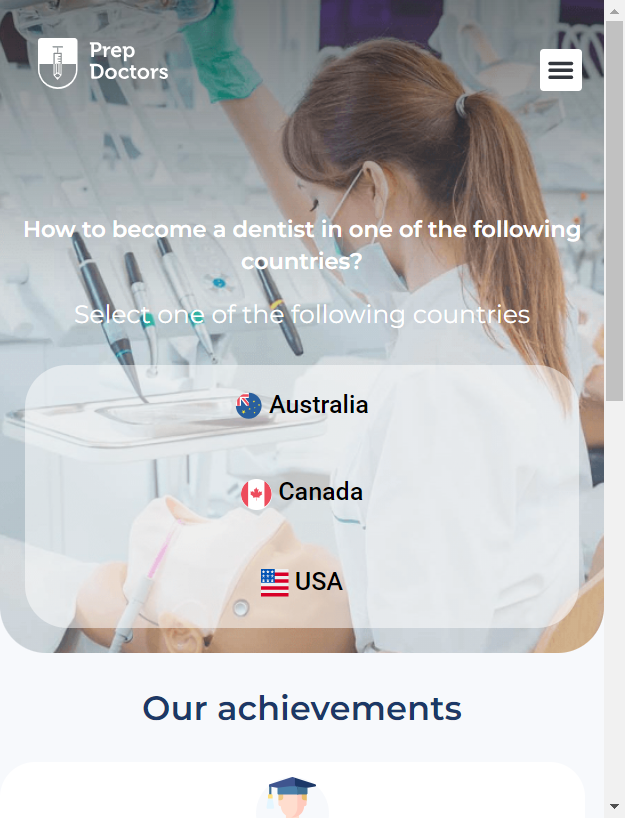 Prep
Doctors
How to become a dentist in one of the following
countries?
Select one of the following countries
Australia
Canada
USA
Our achievements